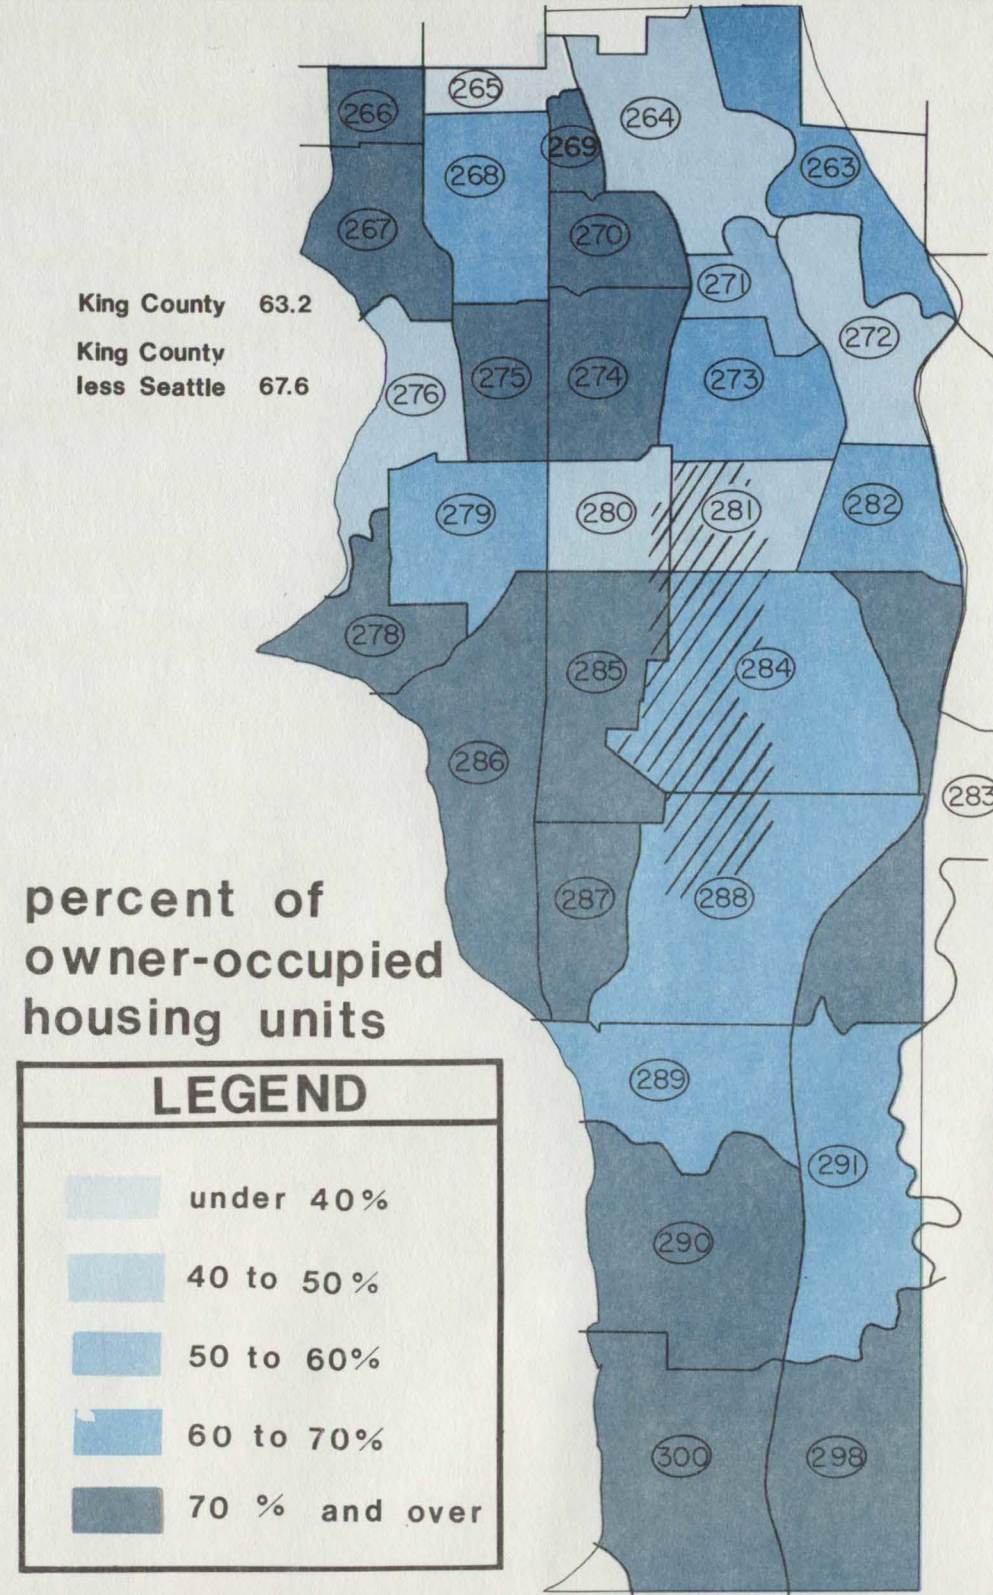 265
266
264
269
268
263
267
270
271
King County 63.2
272
King County
less Seattle 67.6
275
274
273
276
279
280
281
282
278
285
284
286
283
287
288
percent of
owner-occupied
housing units
289
LEGEND
291
under 40%
290
40 to 50%
50 to 60%
60 to 70%
300
298
70 % and over